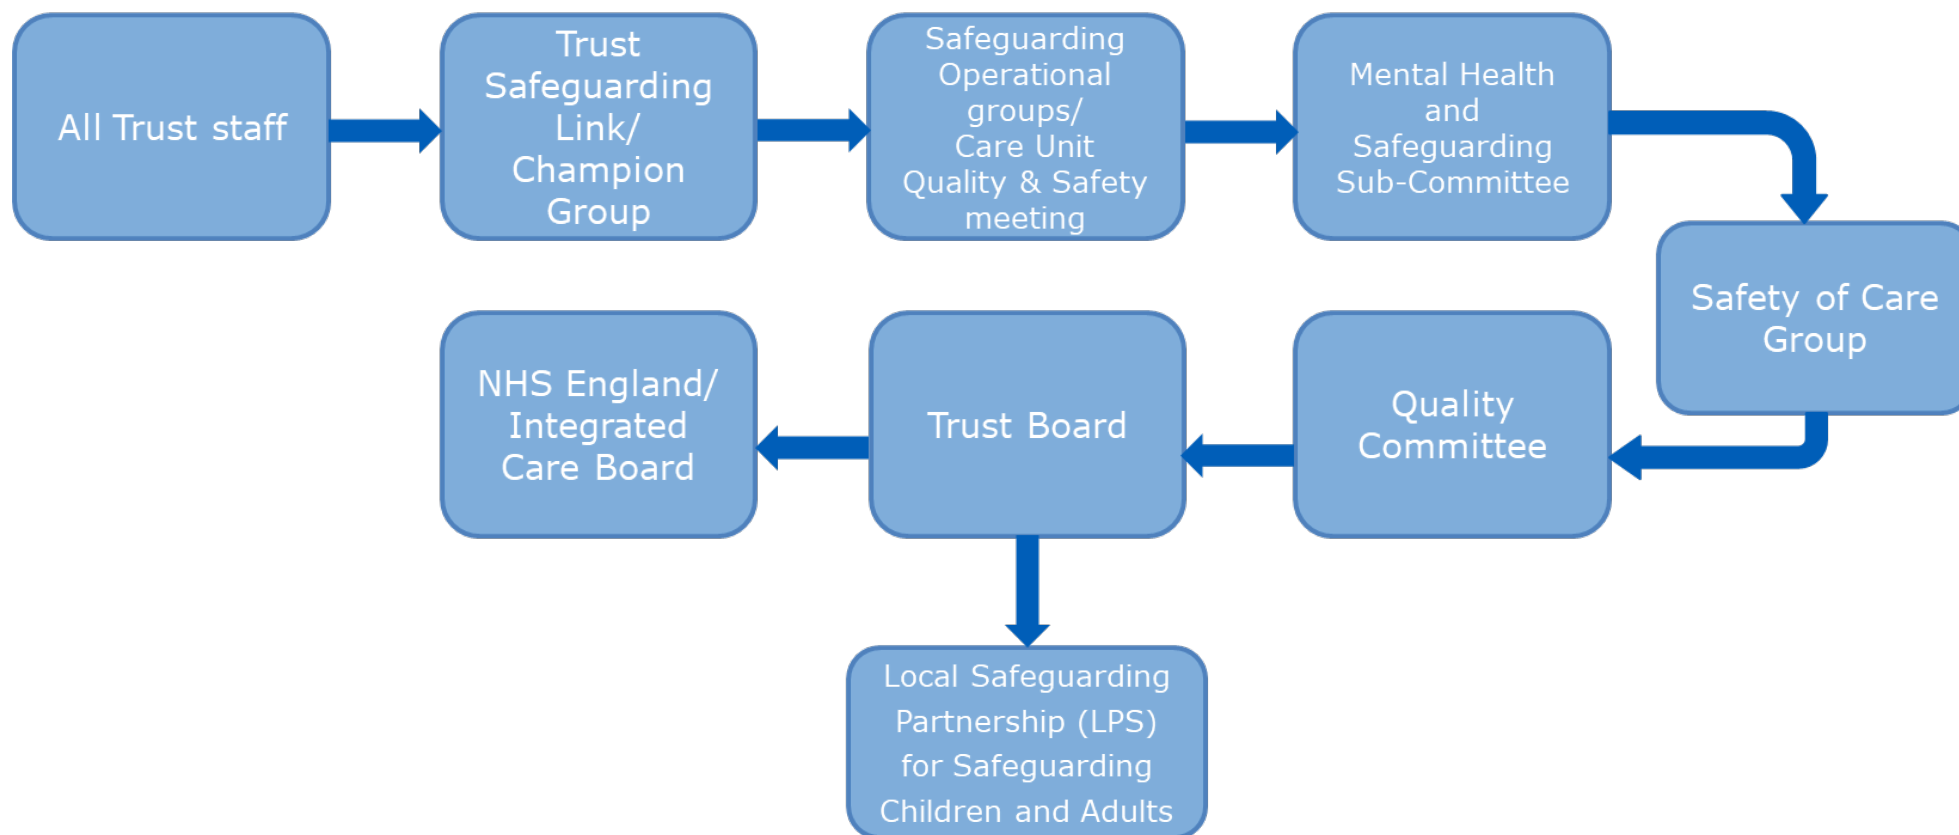 All Trust staff
Trust
Safeguarding
Link/
Champion
Group
Safeguarding
Operational
groups/
Care Unit
Quality & Safety
meeting
Mental Health
and
Safeguarding
Sub-Committee
Safety of Care
Group
Quality
Committee
Trust Board
NHS England/
Integrated
Care Board
Local Safeguarding
Partnership (LPS)
for Safeguarding
Children and Adults